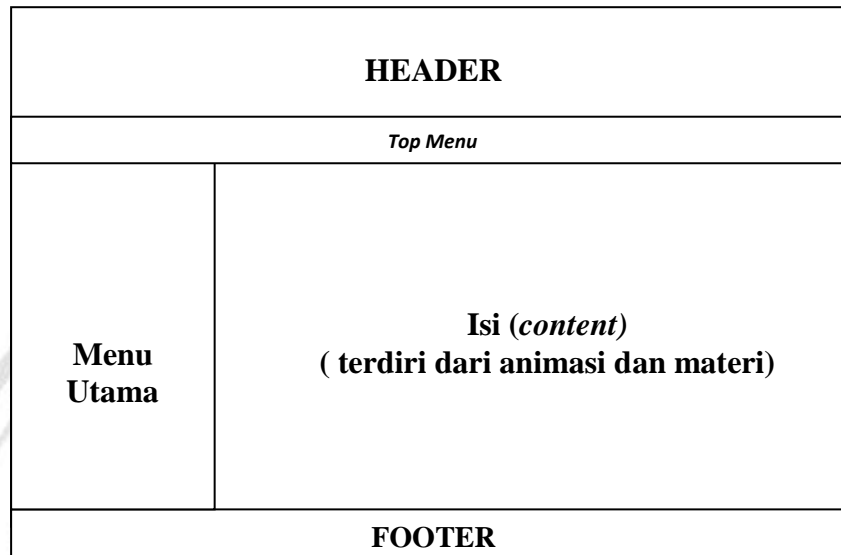 HEADER
Top Menu
Menu
Utama
Isi (content)
( terdiri dari animasi dan materi)
FOOTER